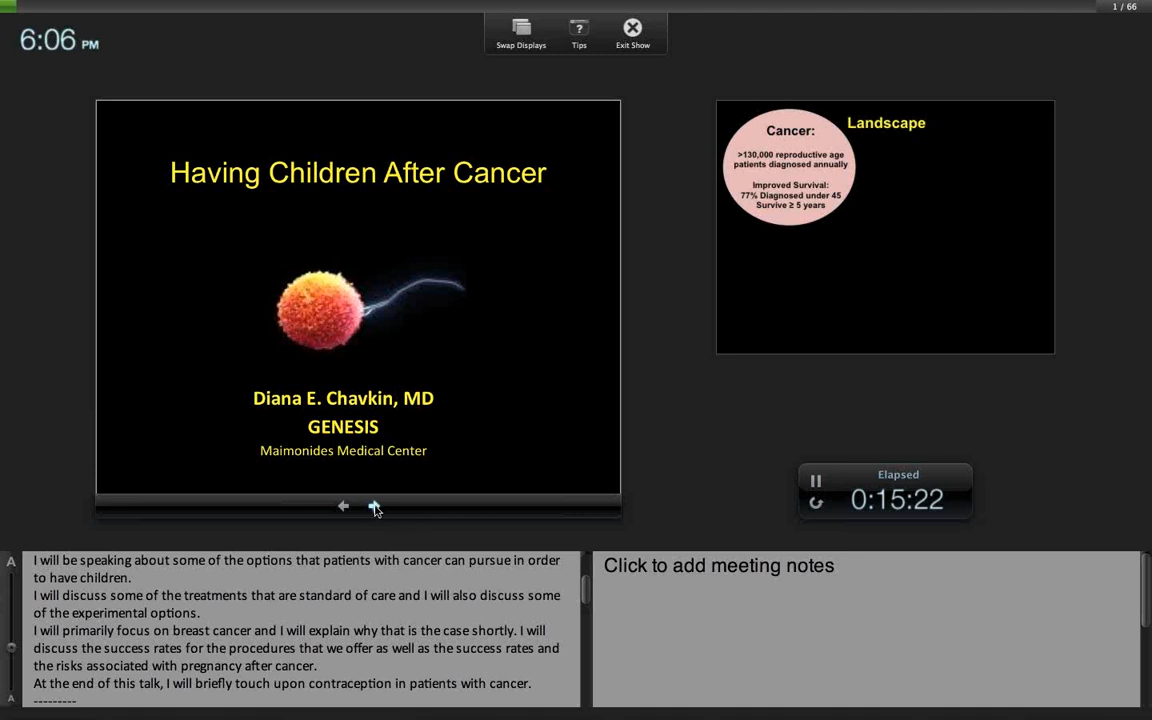 1 / 66
6:06 PM
Swap Displays
Tips
Exit Show
Having Children After Cancer
Diana E. Chavkin, MD
GENESIS
Maimonides Medical Center
Landscape
Cancer:
>130,000 reproductive age
patients diagnosed annually
Improved Survival:
77% Diagnosed under 45
Survive ≥ 5 years
Elapsed
0:15:22
A
A
I will be speaking about some of the options that patients with cancer can pursue in order
to have children.
I will discuss some of the treatments that are standard of care and I will also discuss some
of the experimental options.
I will primarily focus on breast cancer and I will explain why that is the case shortly. I will
discuss the success rates for the procedures that we offer as well as the success rates and
the risks associated with pregnancy after cancer.
At the end of this talk, I will briefly touch upon contraception in patients with cancer.
---------
Click to add meeting notes